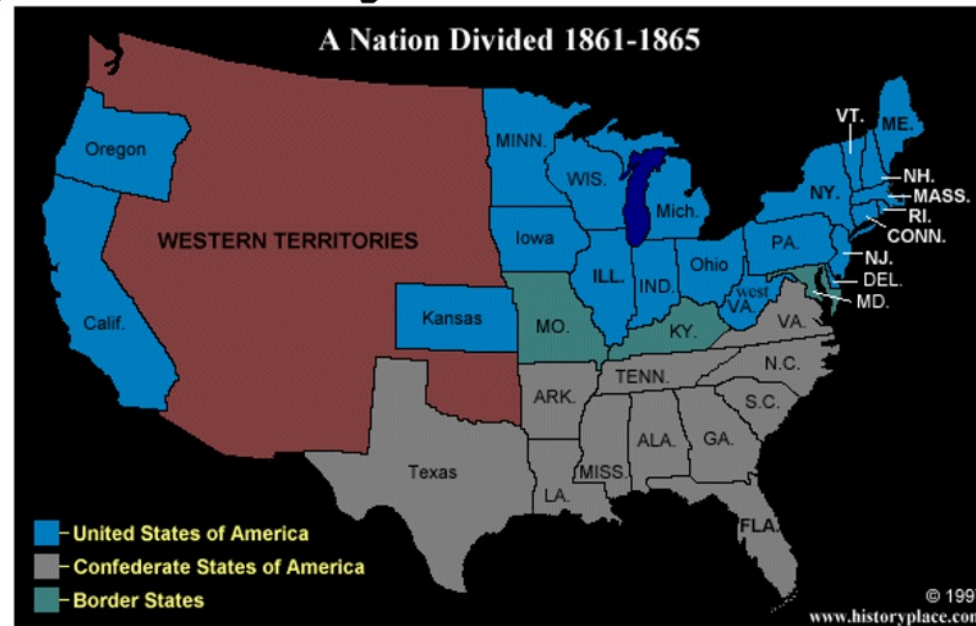 A Nation Divided 1861-1865
VT.
ME.
Oregon
MINN.
WIS.
Mich.
NY.
NH.
MASS.
RI.
CONN.
WESTERN TERRITORIES
Iowa
PA.
NJ.
DEL.
MD.
Calif.
Kansas
MO.
ILL.
IND.
Ohio
west
VA.
KY.
VA.
TENN.
N.C.
ARK.
S.C.
Texas
LA.
MISS.
ALA.
GA.
FLA.
United States of America
Confederate States of America
Border States
© 199
www.historyplace.com